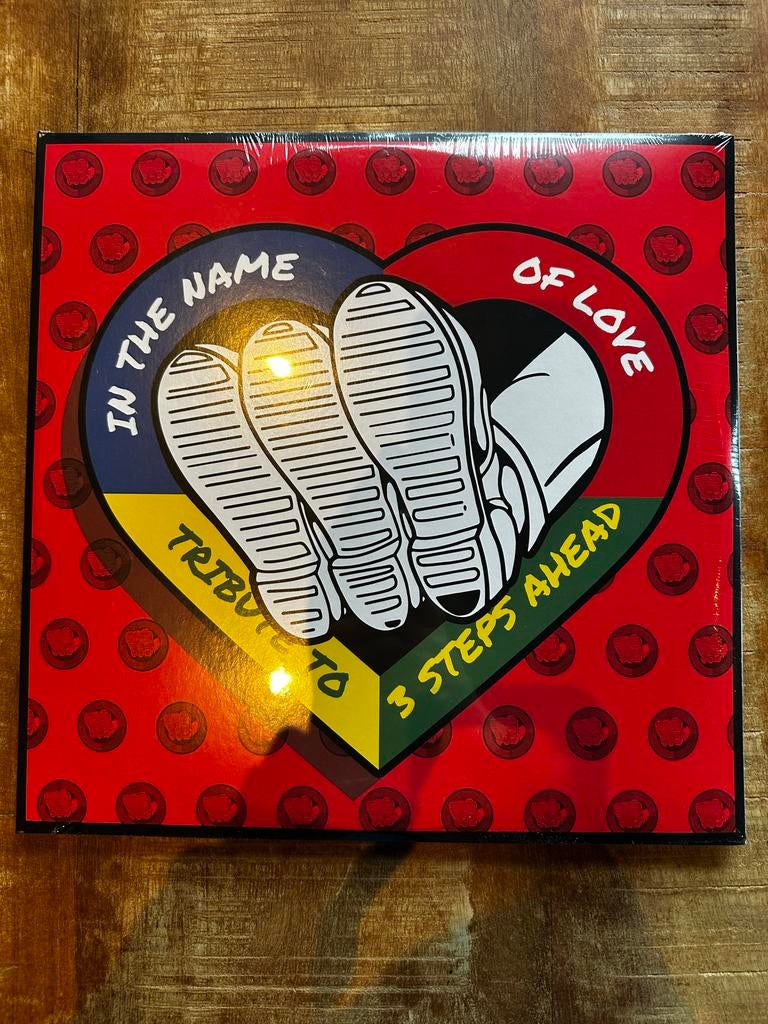 IN THE NAME
OF LOVE
TRIBUTE TO
3 STEPS AHEAD